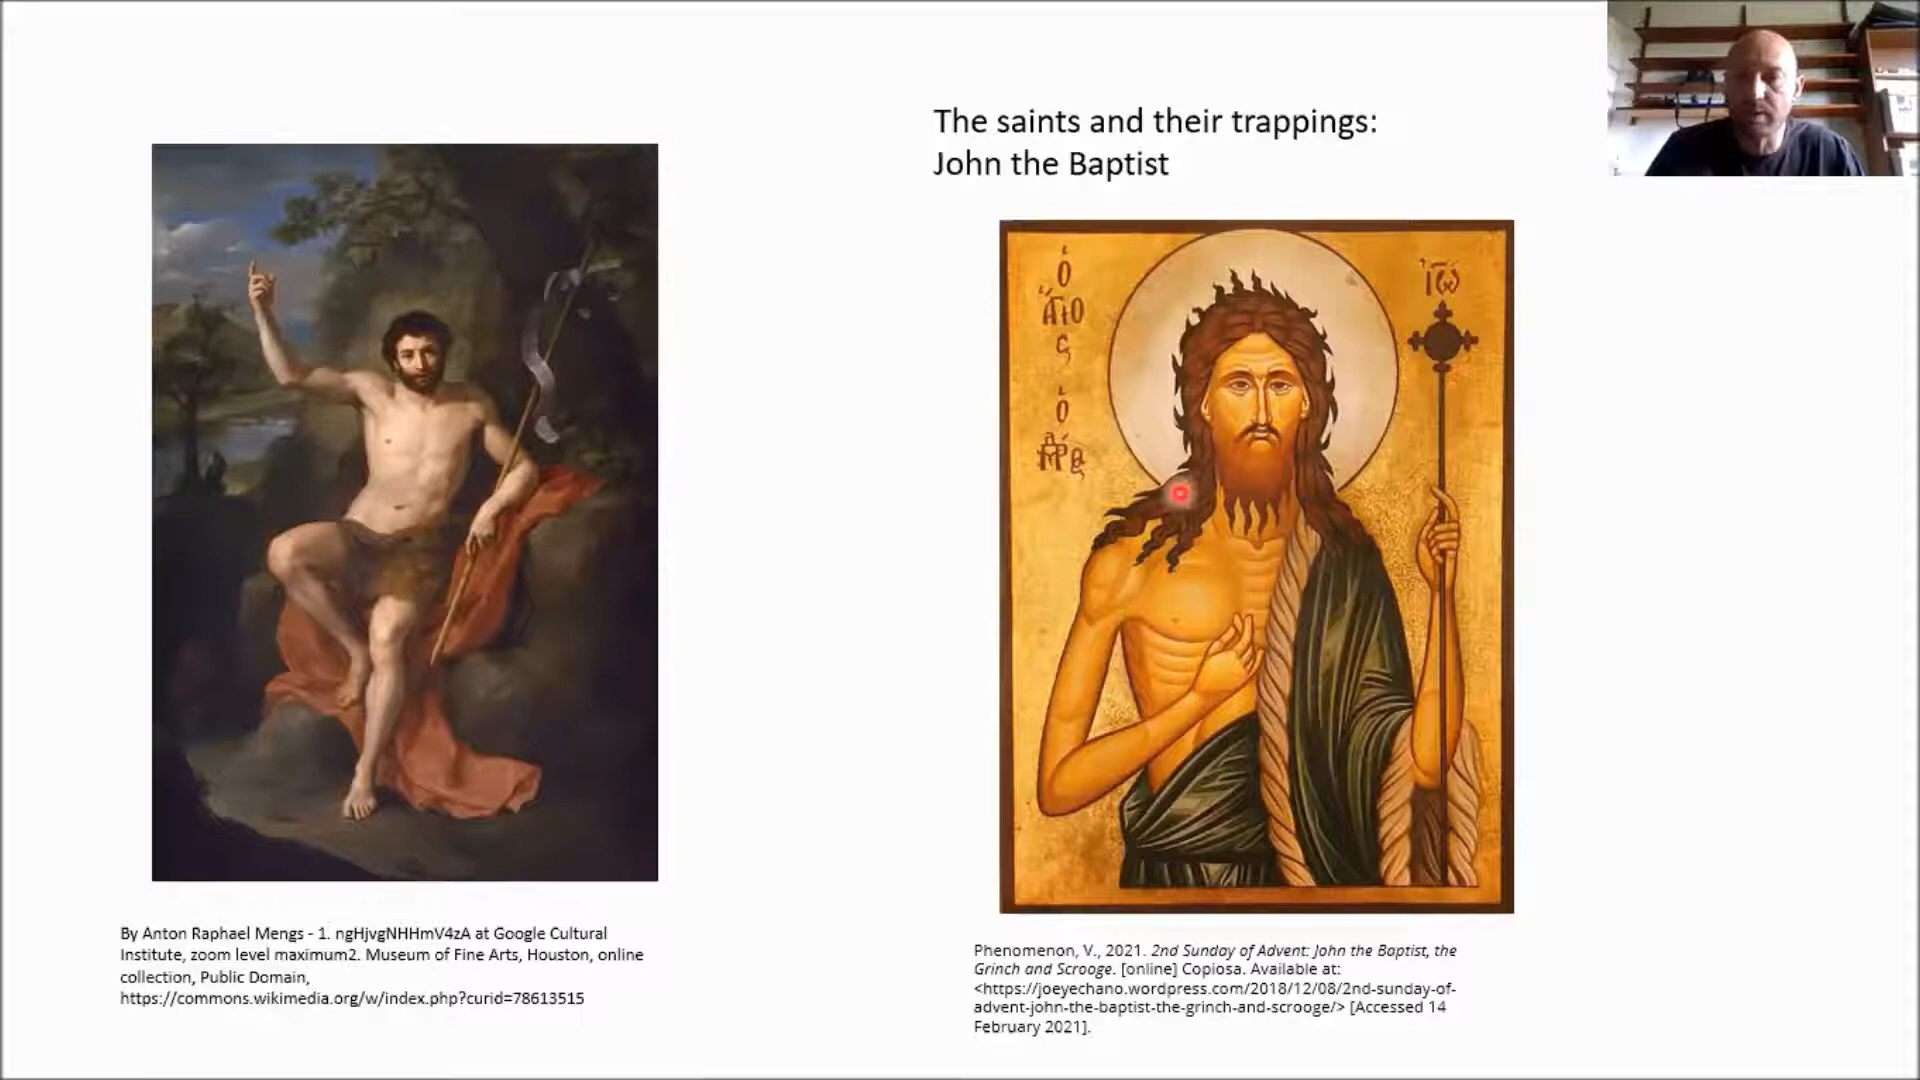 The saints and their trappings:
John the Baptist
ὁ
ἍΓΙΟ
ς
ὁ
ἸῶΩ
By Anton Raphael Mengs - 1. ngHjvgNHHmV4zA at Google Cultural
Institute, zoom level maximum2. Museum of Fine Arts, Houston, online
collection, Public Domain,
https://commons.wikimedia.org/w/index.php?curid=78613515
Phenomenon, V., 2021. 2nd Sunday of Advent: John the Baptist, the
Grinch and Scrooge. [online] Copiosa. Available at:
<https://joeyechano.wordpress.com/2018/12/08/2nd-sunday-of-
advent-john-the-baptist-the-grinch-and-scrooge/> [Accessed 14
February 2021].